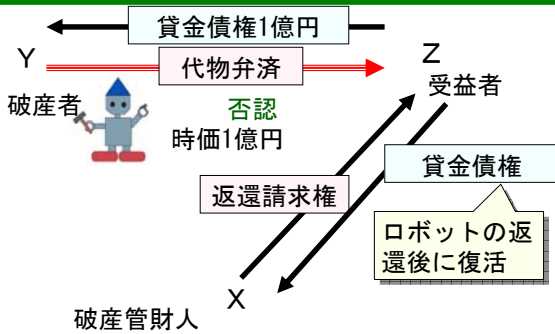 貸金債権1億円
Y
代物弁済
Z
破産者
否認
受益者
時価1億円
貸金債権
返還請求権
ロボットの返
還後に復活
X
破産管財人